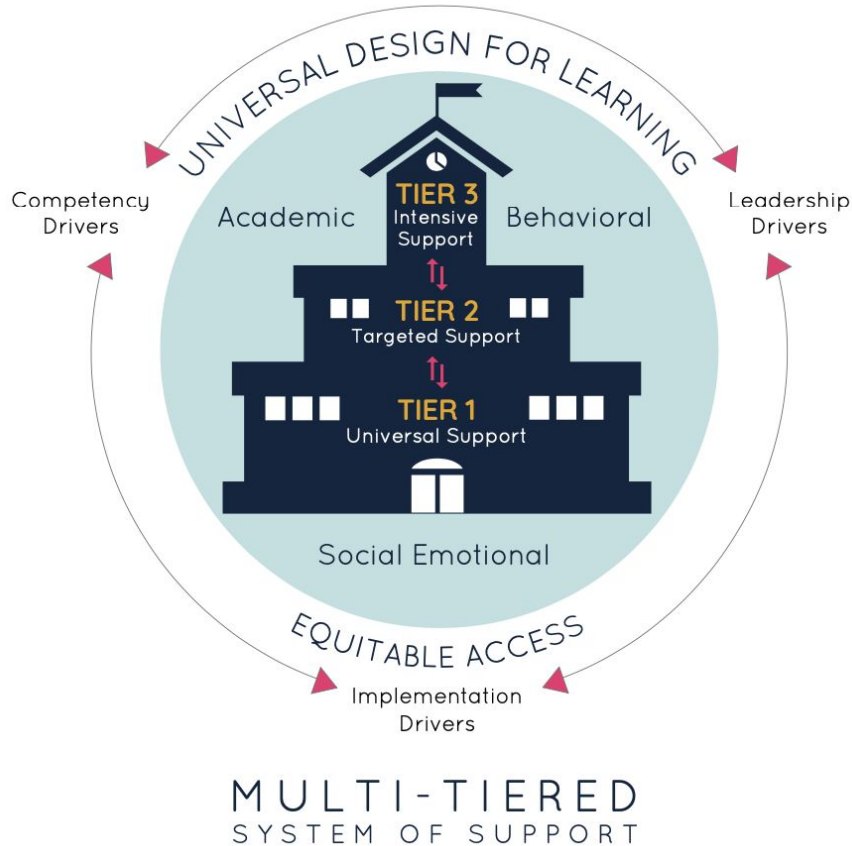 UNIVERSAL DESIGN FOR LEARNING
Competency
Drivers
Leadership
Drivers
Academic
Behavioral
TIER 3
Intensive
Support
TIER 2
Targeted Support
TIER 1
Universal Support
Social Emotional
EQUITABLE ACCESS
Implementation
Drivers
MULTI-TIERED
SYSTEM OF SUPPORT